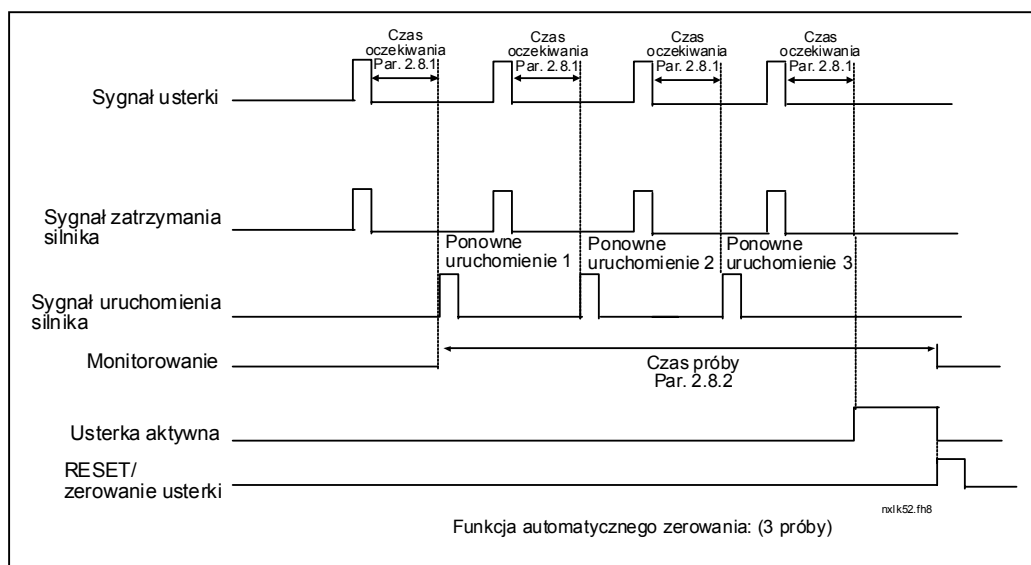 Czas
oczekiwania
Par. 2.8.1
Czas
oczekiwania
Par. 2.8.1
Czas
oczekiwania
Par. 2.8.1
Czas
oczekiwania
Par. 2.8.1
Sygnał usterki
Sygnał zatrzymania
silnika
Ponowne
uruchomienie 1
Ponowne
uruchomienie 2
Ponowne
uruchomienie 3
Sygnał uruchomienia
silnika
Monitorowanie
Czas próby
Par. 2.8.2
Usterka aktywna
RESET/
zerowanie usterki
nxlk52.fh8
Funkcja automatycznego zerowania: (3 próby)